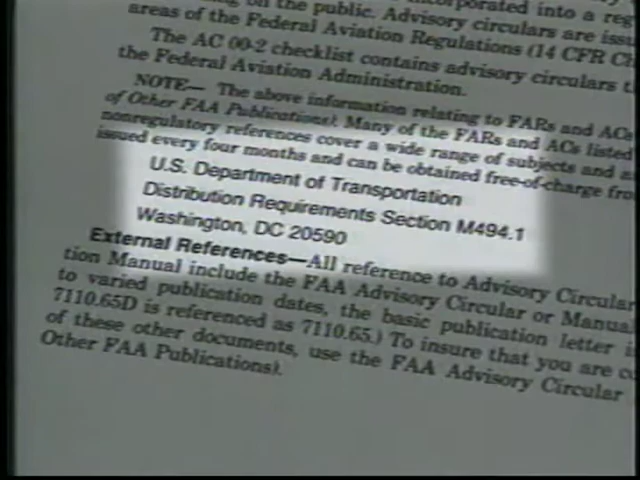 on the public. Advisory circulars are issu
areas of the Federal Aviation Regulations (14 CFR Ch
The AC 00-2 checklist contains advisory circulars t
the Federal Aviation Administration.
NOTE— The above information relating to FARs and ACs
of Other FAA Publications). Many of the FARs and ACs listed
nonregulatory references cover a wide range of subjects and a
issued every four months and can be obtained free-of-charge fro
U.S. Department of Transportation
Distribution Requirements Section M494.1
Washington, DC 20590
External References—All reference to Advisory Circular
tion Manual include the FAA Advisory Circular or Manua
to varied publication dates, the basic publication letter i
7110.65D is referenced as 7110.65.) To insure that you are c
of these other documents, use the FAA Advisory Circular
Other FAA Publications).